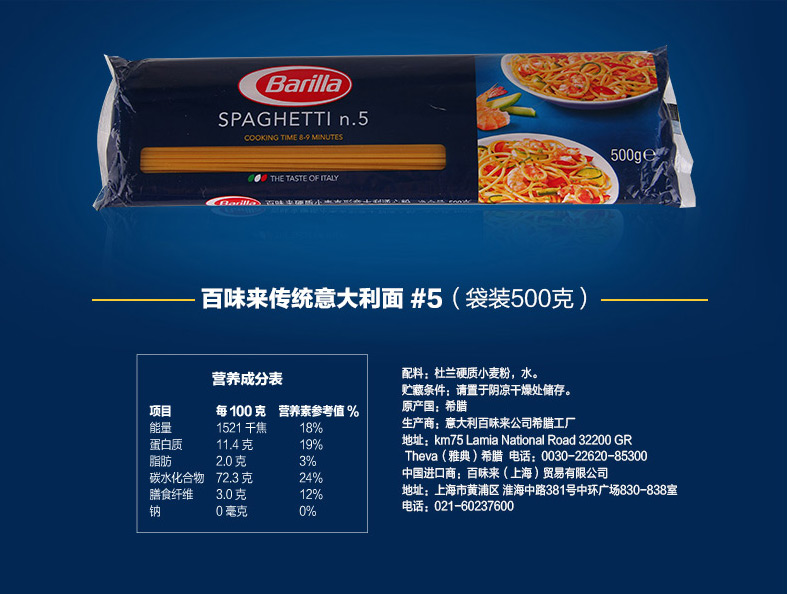 Barilla
SPAGHETTI n.5
COOKING TIME 8-9 MINUTES
THE TASTE OF ITALY
500g℮
Barilla
百味来传统意大利面 #5（袋装500克）
营养成分表
项目 每 100 克 营养素参考值 %
能量 1521 千焦 18%
蛋白质 11.4 克 19%
脂肪 2.0 克 3%
碳水化合物 72.3 克 24%
膳食纤维 3.0 克 12%
钠 0 毫克 0%
配料：杜兰硬质小麦粉，水。
贮藏条件：请置于阴凉干燥处储存。
原产国：希腊
生产商：意大利百味来公司希腊工厂
地址：km75 Lamia National Road 32200 GR
Theva（雅典）希腊 电话：0030-22620-85300
中国进口商：百味来（上海）贸易有限公司
地址：上海市黄浦区 淮海中路381号中环广场830-838室
电话：021-60237600